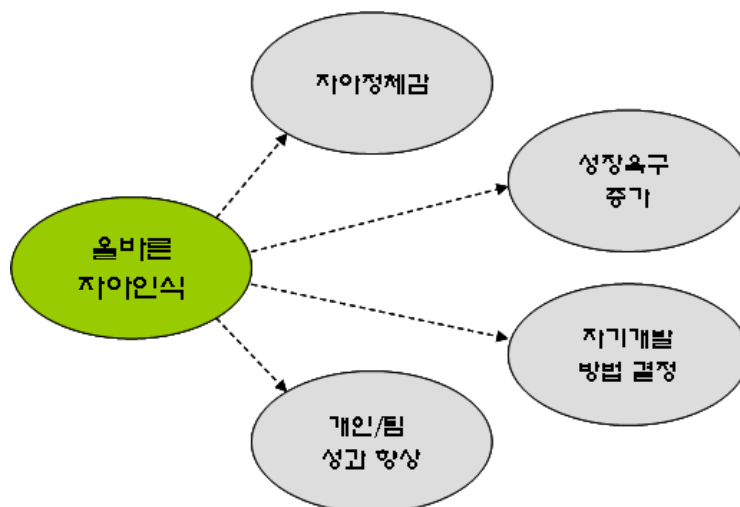 자아정체감
성장욕구
증가
올바른
자아인식
자기개발
방법 결정
개인/팀
성과 향상